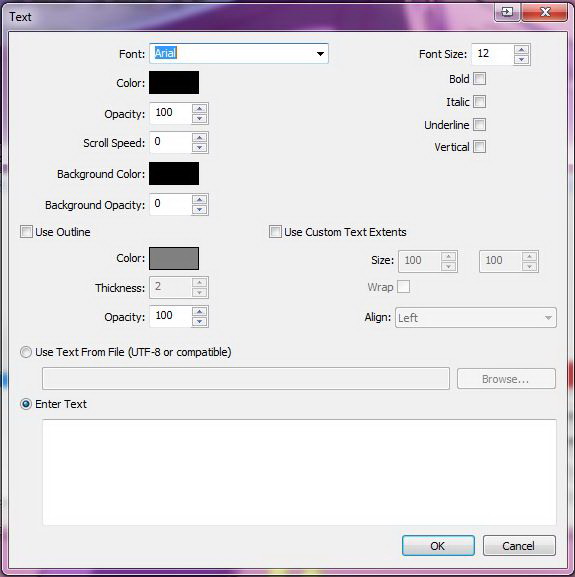 Text
Font: Arial Font Size: 12
Color: Bold
Opacity: 100 Italic
Scroll Speed: 0 Underline
Vertical
Background Color:
Background Opacity: 0
Use Outline Use Custom Text Extents
Color: Size: 100 100
Thickness: 2 Wrap
Opacity: 100 Align: Left
Use Text From File (UTF-8 or compatible)
Browse...
Enter Text
OK Cancel